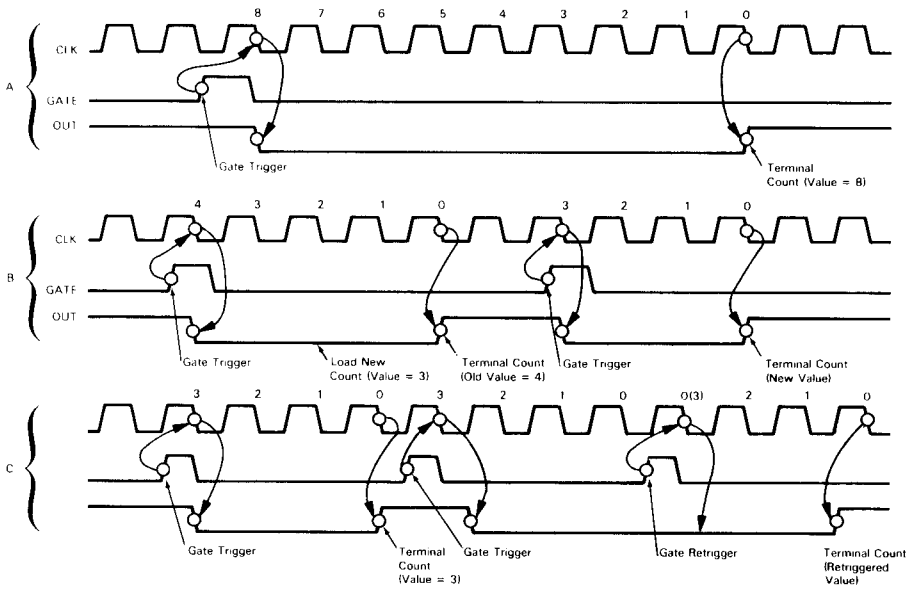 8 7 6 5 4 3 2 1 0
CLK
A
GATE
OUT
Gate Trigger
Terminal
Count (Value = 8)
4 3 2 1 0 3 2 1 0
CLK
B
GATE
OUT
Gate Trigger
Load New
Count (Value = 3)
Terminal Count
(Old Value = 4)
Gate Trigger
Terminal Count
(New Value)
3 2 1 0 3 2 1 0 0(3) 2 1 0
C
Gate Trigger
Terminal
Count
(Value = 3)
Gate Trigger
Gate Retrigger
Terminal Count
(Retriggered
Value)